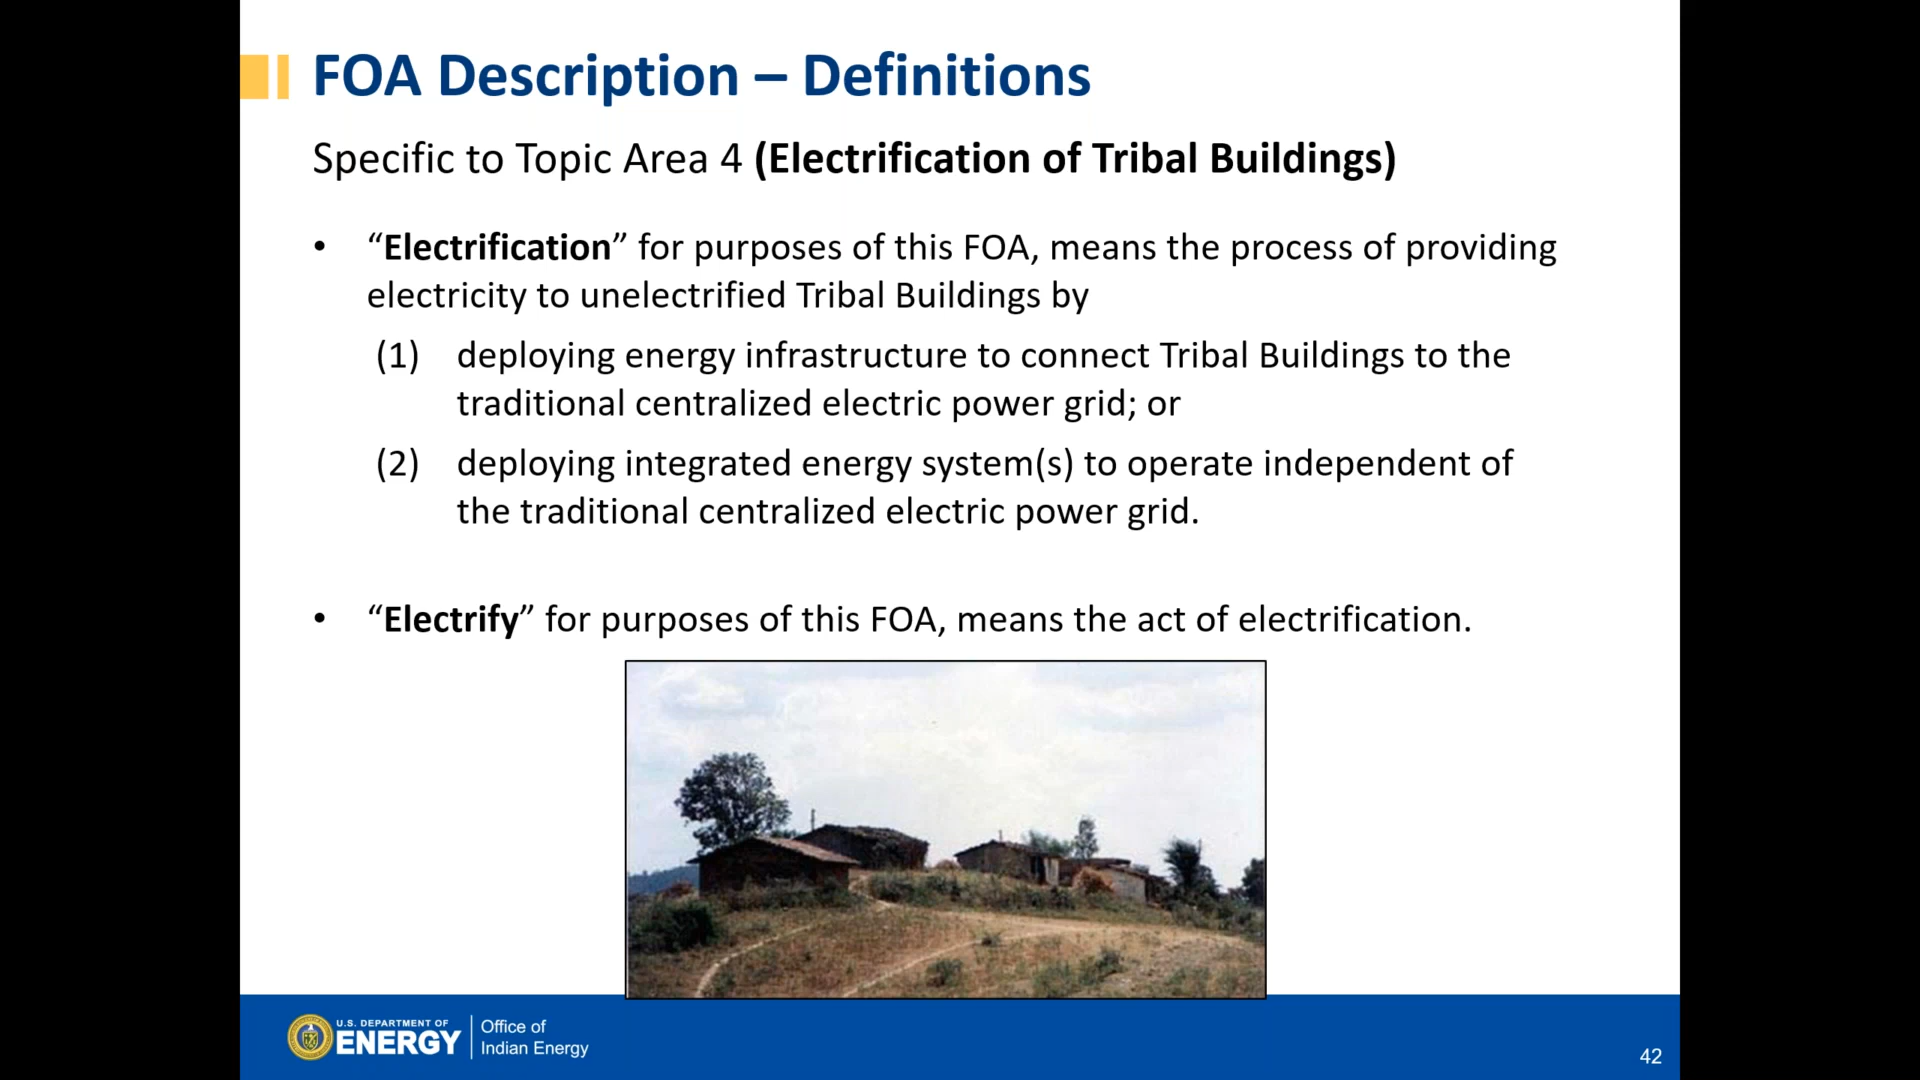 FOA Description – Definitions
Specific to Topic Area 4 (Electrification of Tribal Buildings)
• “Electrification” for purposes of this FOA, means the process of providing
electricity to unelectrified Tribal Buildings by
(1) deploying energy infrastructure to connect Tribal Buildings to the
traditional centralized electric power grid; or
(2) deploying integrated energy system(s) to operate independent of
the traditional centralized electric power grid.
• “Electrify” for purposes of this FOA, means the act of electrification.
U.S. DEPARTMENT OF
ENERGY
Office of
Indian Energy
42